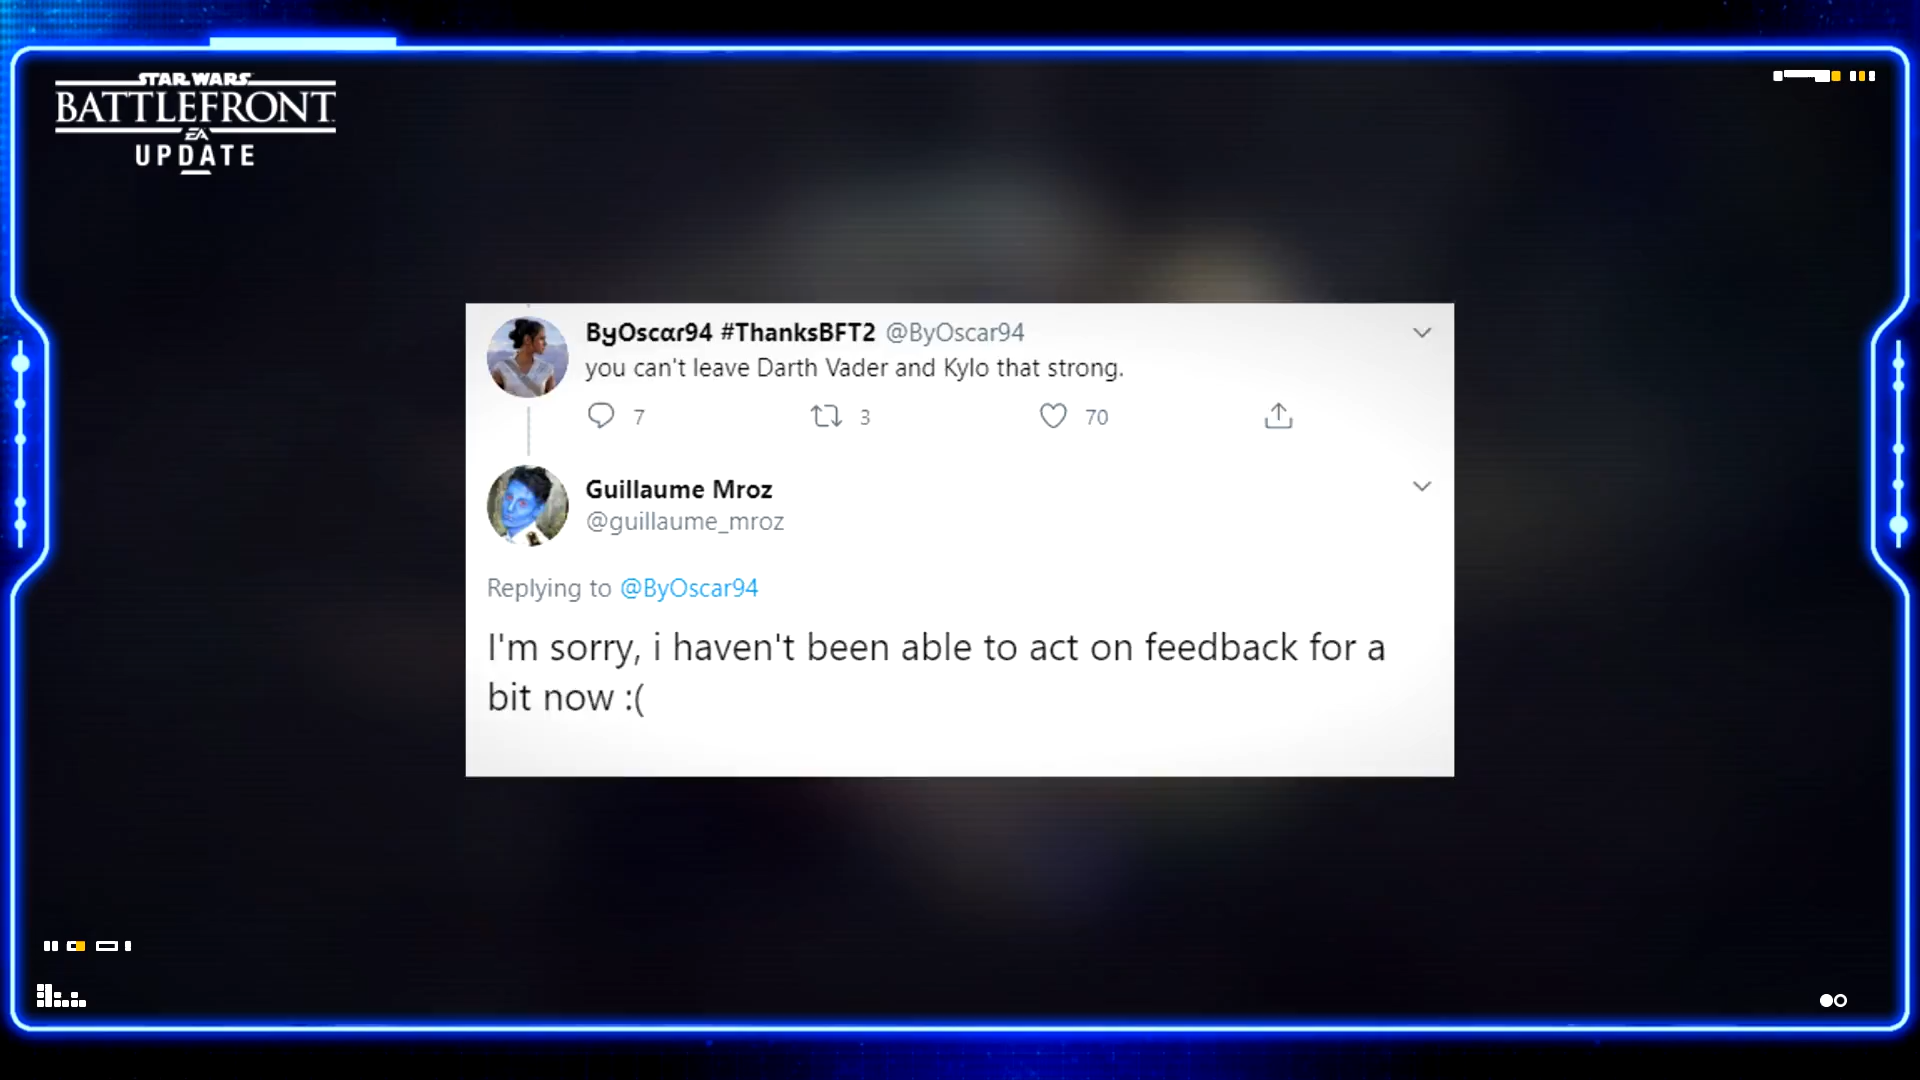 STAR WARS
BATTLEFRONT
EA
UPDATE
ByOscar94 #ThanksBFT2 @ByOscar94
you can't leave Darth Vader and Kylo that strong.
7 3 70
Guillaume Mroz
@guillaume_mroz
Replying to @ByOscar94
I'm sorry, i haven't been able to act on feedback for a
bit now :(